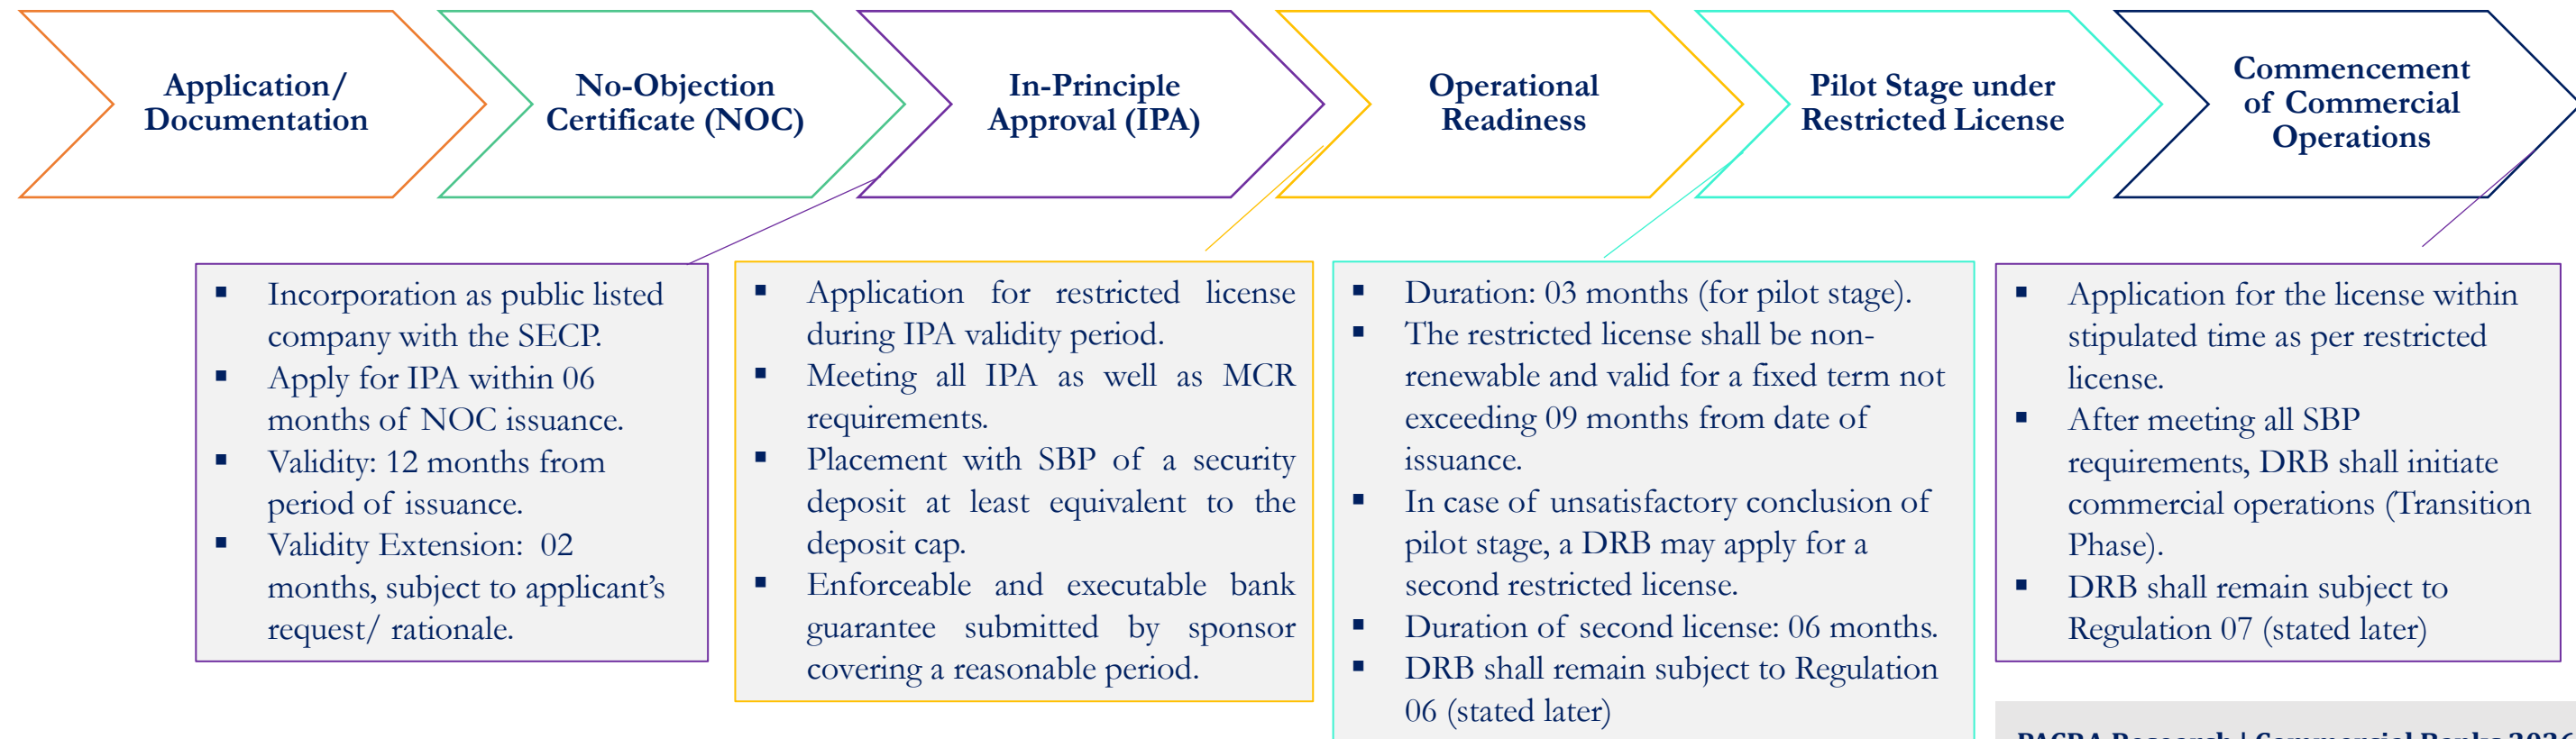 Application/
Documentation
No-Objection
Certificate (NOC)
In-Principle
Approval (IPA)
Operational
Readiness
Pilot Stage under
Restricted License
Commencement
of Commercial
Operations
▪ Incorporation as public listed
company with the SECP.
▪ Apply for IPA within 06
months of NOC issuance.
▪ Validity: 12 months from
period of issuance.
▪ Validity Extension: 02
months, subject to applicant’s
request/ rationale.
▪ Application for restricted license
during IPA validity period.
▪ Meeting all IPA as well as MCR
requirements.
▪ Placement with SBP of a security
deposit at least equivalent to the
deposit cap.
▪ Enforceable and executable bank
guarantee submitted by sponsor
covering a reasonable period.
▪ Duration: 03 months (for pilot stage).
▪ The restricted license shall be non-
renewable and valid for a fixed term not
exceeding 09 months from date of
issuance.
▪ In case of unsatisfactory conclusion of
pilot stage, a DRB may apply for a
second restricted license.
▪ Duration of second license: 06 months.
▪ DRB shall remain subject to Regulation
06 (stated later)
▪ Application for the license within
stipulated time as per restricted
license.
▪ After meeting all SBP
requirements, DRB shall initiate
commercial operations (Transition
Phase).
▪ DRB shall remain subject to
Regulation 07 (stated later)
PACRA Research | Commercial Banks 2026